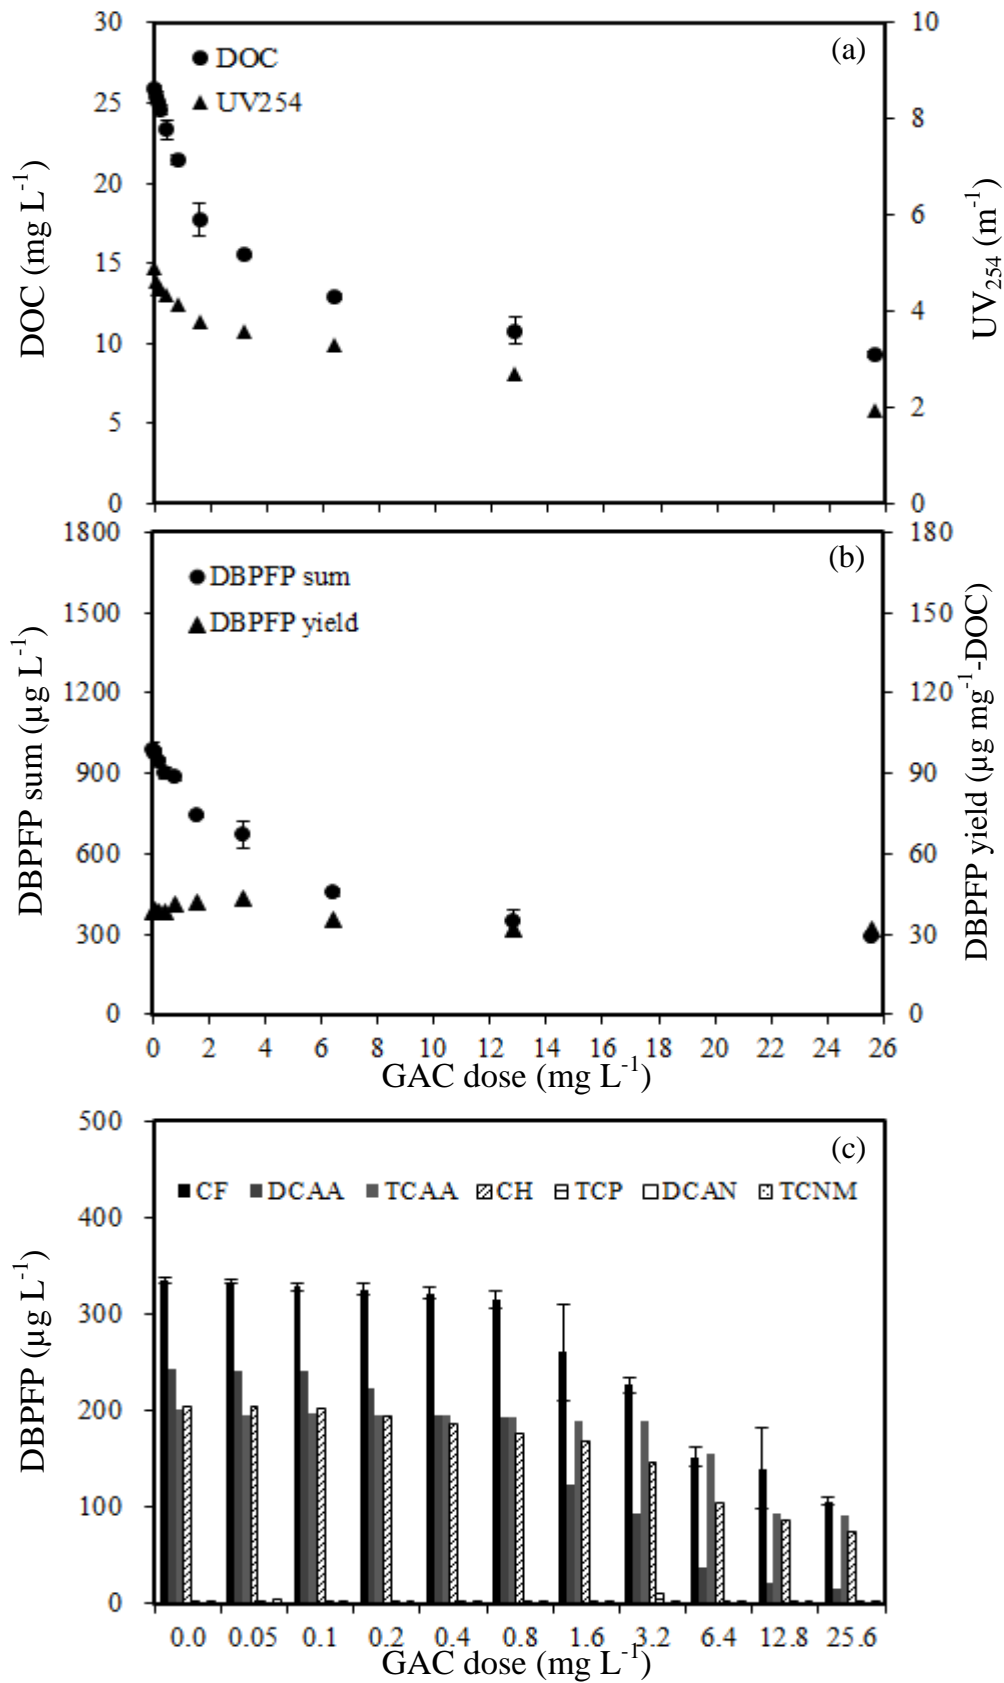 (a)
DOC
UV254
30
25
20
15
10
5
0
10
8
6
4
2
0
DOC (mg L⁻¹)
UV₂₅₄ (m⁻¹)
(b)
DBPFP sum
DBPFP yield
1800
1500
1200
900
600
300
0
180
150
120
90
60
30
0
DBPFP sum (µg L⁻¹)
DBPFP yield (µg mg⁻¹-DOC)
0 2 4 6 8 10 12 14 16 18 20 22 24 26
GAC dose (mg L⁻¹)
(c)
CF DCAA TCAA CH TCP DCAN TCNM
500
400
300
200
100
0
DBPFP (µg L⁻¹)
0.0 0.05 0.1 0.2 0.4 0.8 1.6 3.2 6.4 12.8 25.6
GAC dose (mg L⁻¹)